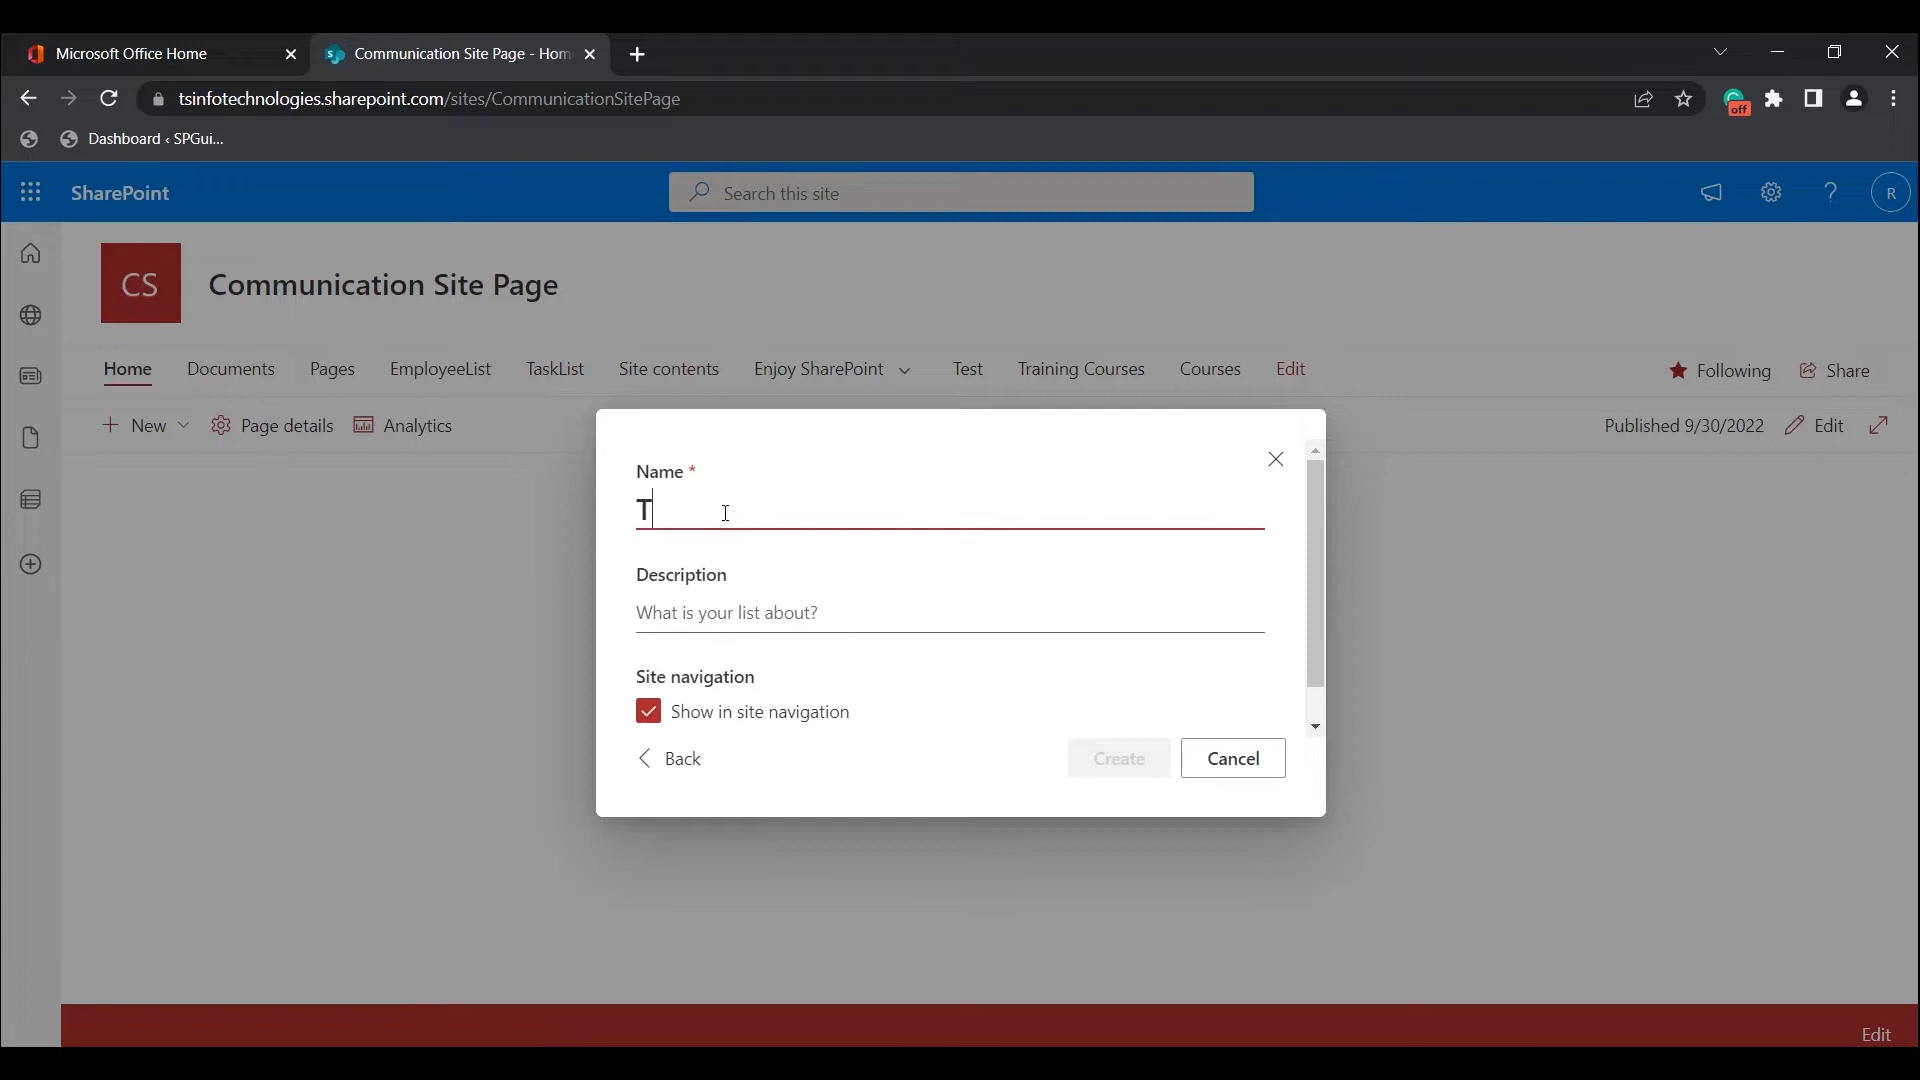 Microsoft Office Home
Communication Site Page - Hom
tsinfotechnologies.sharepoint.com/sites/CommunicationSitePage
off
Dashboard ‹ SPGui...
SharePoint
Search this site
R
CS
Communication Site Page
Home Documents Pages EmployeeList TaskList Site contents Enjoy SharePoint Test Training Courses Courses Edit
Following Share
New Page details Analytics
Published 9/30/2022 Edit
Name *
T
Description
What is your list about?
Site navigation
Show in site navigation
Back Create Cancel
Edit